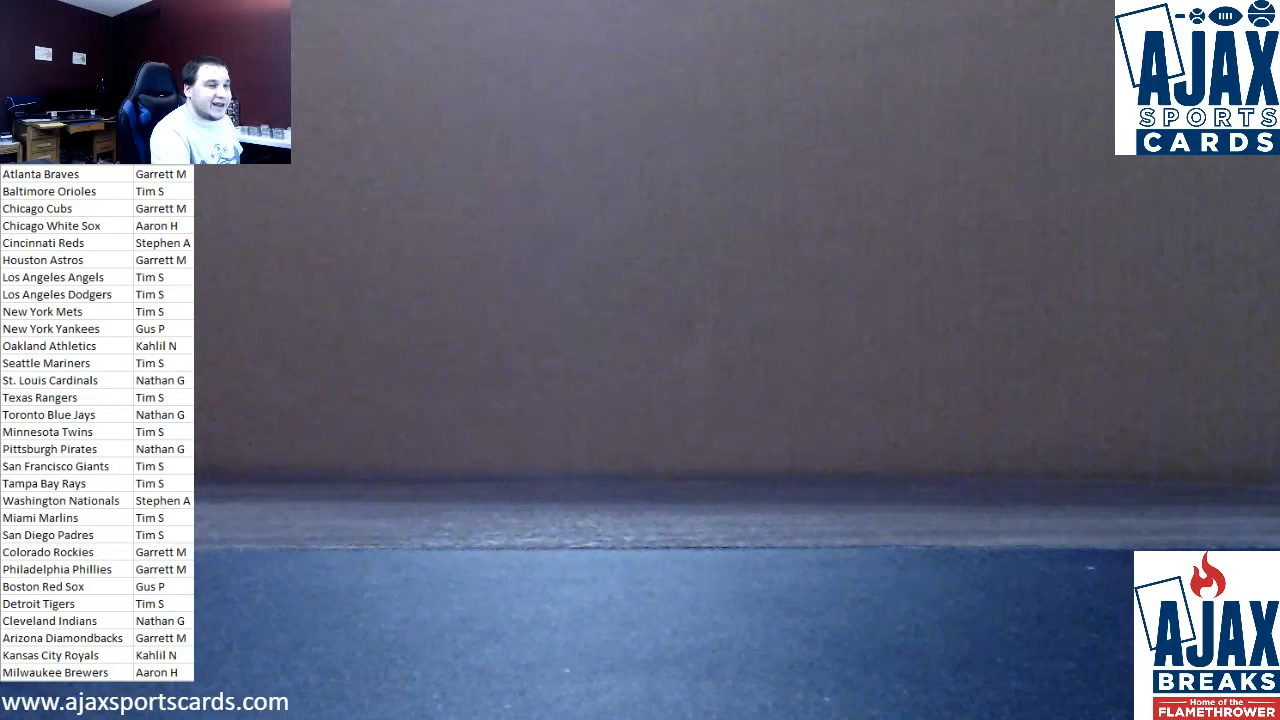 AJAX
SPORTS
CARDS
Atlanta Braves Garrett M
Baltimore Orioles Tim S
Chicago Cubs Garrett M
Chicago White Sox Aaron H
Cincinnati Reds Stephen A
Houston Astros Garrett M
Los Angeles Angels Tim S
Los Angeles Dodgers Tim S
New York Mets Tim S
New York Yankees Gus P
Oakland Athletics Kahlil N
Seattle Mariners Tim S
St. Louis Cardinals Nathan G
Texas Rangers Tim S
Toronto Blue Jays Nathan G
Minnesota Twins Tim S
Pittsburgh Pirates Nathan G
San Francisco Giants Tim S
Tampa Bay Rays Tim S
Washington Nationals Stephen A
Miami Marlins Tim S
San Diego Padres Tim S
Colorado Rockies Garrett M
Philadelphia Phillies Garrett M
Boston Red Sox Gus P
Detroit Tigers Tim S
Cleveland Indians Nathan G
Arizona Diamondbacks Garrett M
Kansas City Royals Kahlil N
Milwaukee Brewers Aaron H
www.ajaxsportscards.com
AJAX
BREAKS
Home of the
FLAMETHROWER